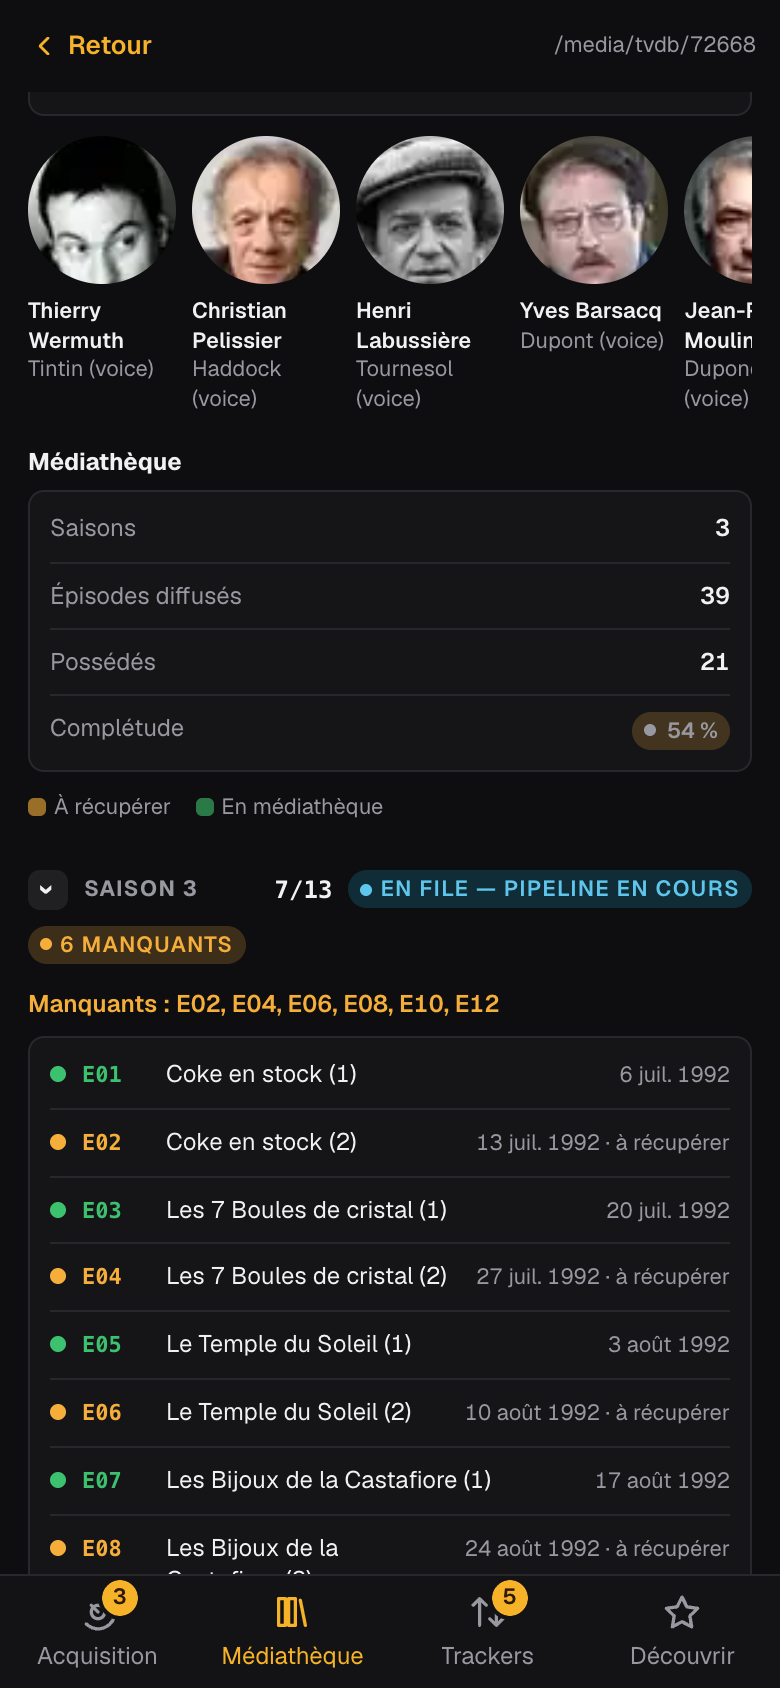 Retour
/media/tvdb/72668
Thierry Wermuth
Tintin (voice)
Christian Pelissier
Haddock (voice)
Henri Labussière
Tournesol (voice)
Yves Barsacq
Dupont (voice)
(voice)
Médiathèque
Saisons 3
Épisodes diffusés 39
Possédés 21
Complétude 54 %
À récupérer En médiathèque
SAISON 3 7/13 EN FILE — PIPELINE EN COURS
6 MANQUANTS
Manquants : E02, E04, E06, E08, E10, E12
E01 Coke en stock (1) 6 juil. 1992
E02 Coke en stock (2) 13 juil. 1992 · à récupérer
E03 Les 7 Boules de cristal (1) 20 juil. 1992
E04 Les 7 Boules de cristal (2) 27 juil. 1992 · à récupérer
E05 Le Temple du Soleil (1) 3 août 1992
E06 Le Temple du Soleil (2) 10 août 1992 · à récupérer
E07 Les Bijoux de la Castafiore (1) 17 août 1992
E08 Les Bijoux de la 24 août 1992 · à récupérer
3
5
Acquisition Médiathèque Trackers Découvrir